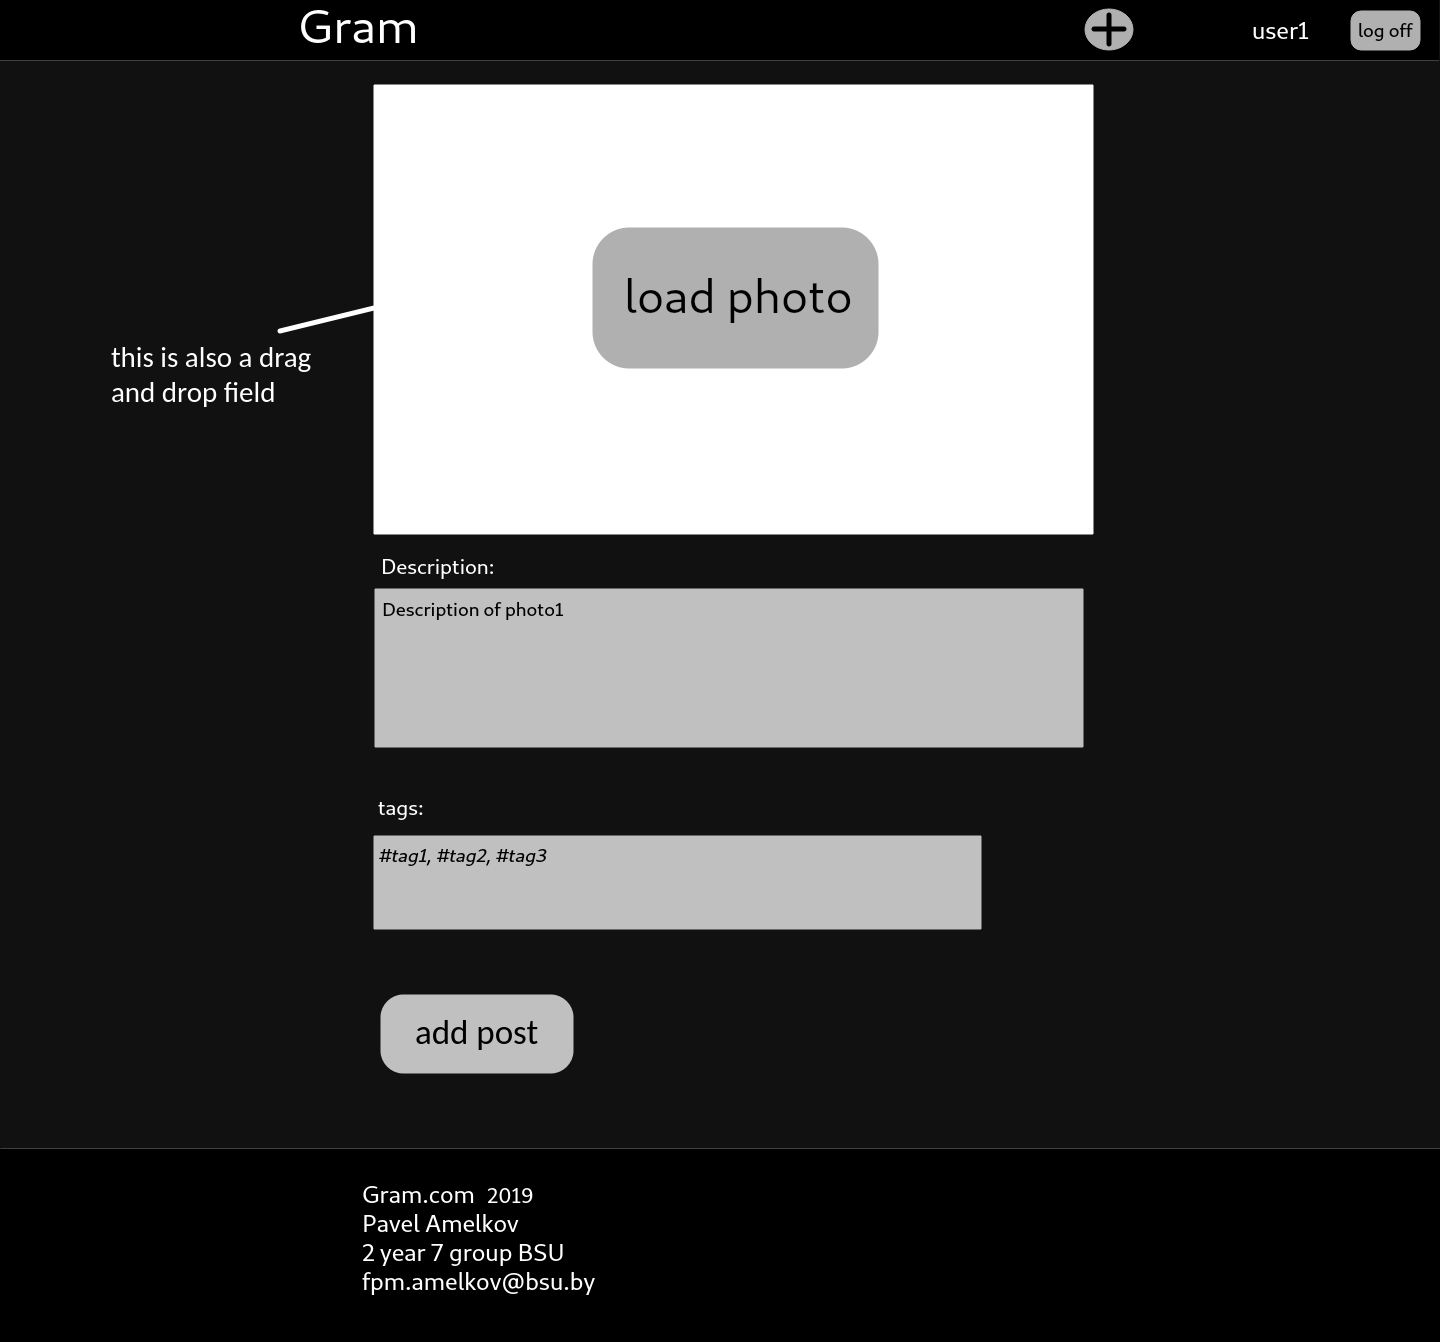 Gram
user1
log off
load photo
this is also a drag
and drop field
Description:
Description of photo1
tags:
#tag1, #tag2, #tag3
add post
Gram.com 2019
Pavel Amelkov
2 year 7 group BSU
fpm.amelkov@bsu.by